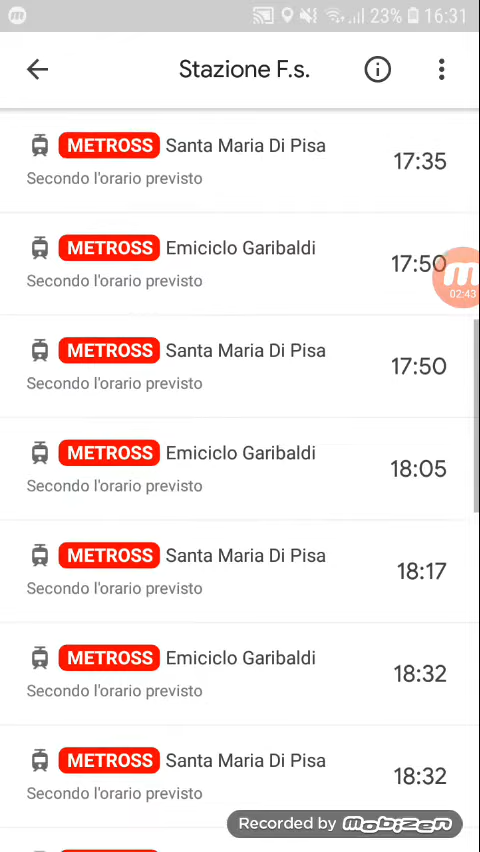 23% 16:31
Stazione F.s.
METROSS Santa Maria Di Pisa
17:35
Secondo l'orario previsto
METROSS Emiciclo Garibaldi
17:50
Secondo l'orario previsto
02:43
METROSS Santa Maria Di Pisa
17:50
Secondo l'orario previsto
METROSS Emiciclo Garibaldi
18:05
Secondo l'orario previsto
METROSS Santa Maria Di Pisa
18:17
Secondo l'orario previsto
METROSS Emiciclo Garibaldi
18:32
Secondo l'orario previsto
METROSS Santa Maria Di Pisa
18:32
Secondo l'orario previsto
Recorded by mobizen